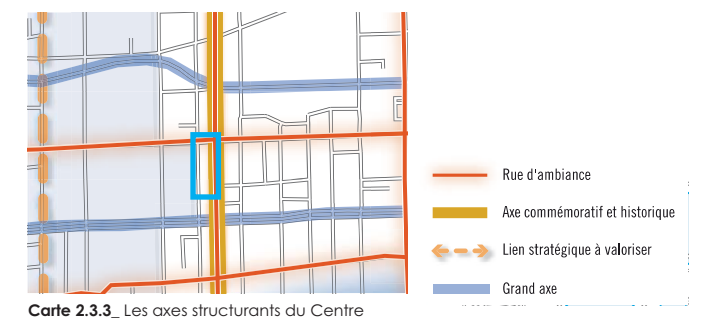 Rue d'ambiance
Axe commémoratif et historique
Lien stratégique à valoriser
Grand axe
Carte 2.3.3_ Les axes structurants du Centre